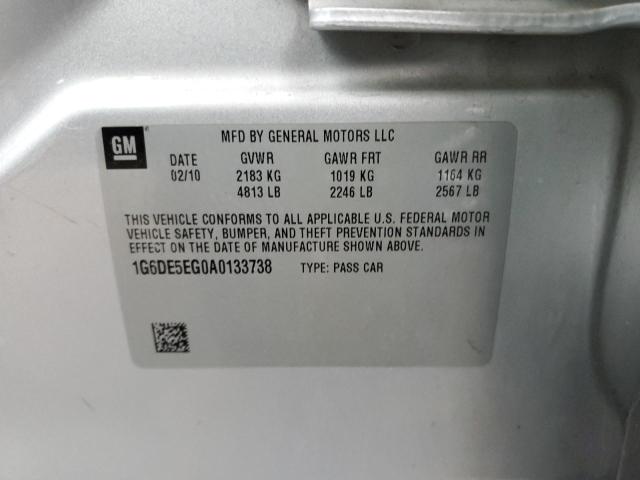 GM
MFD BY GENERAL MOTORS LLC
DATE GVWR GAWR FRT GAWR RR
02/10 2183 KG 1019 KG 1164 KG
4813 LB 2246 LB 2567 LB
THIS VEHICLE CONFORMS TO ALL APPLICABLE U.S. FEDERAL MOTOR
VEHICLE SAFETY, BUMPER, AND THEFT PREVENTION STANDARDS IN
EFFECT ON THE DATE OF MANUFACTURE SHOWN ABOVE.
1G6DE5EG0A0133738 TYPE: PASS CAR